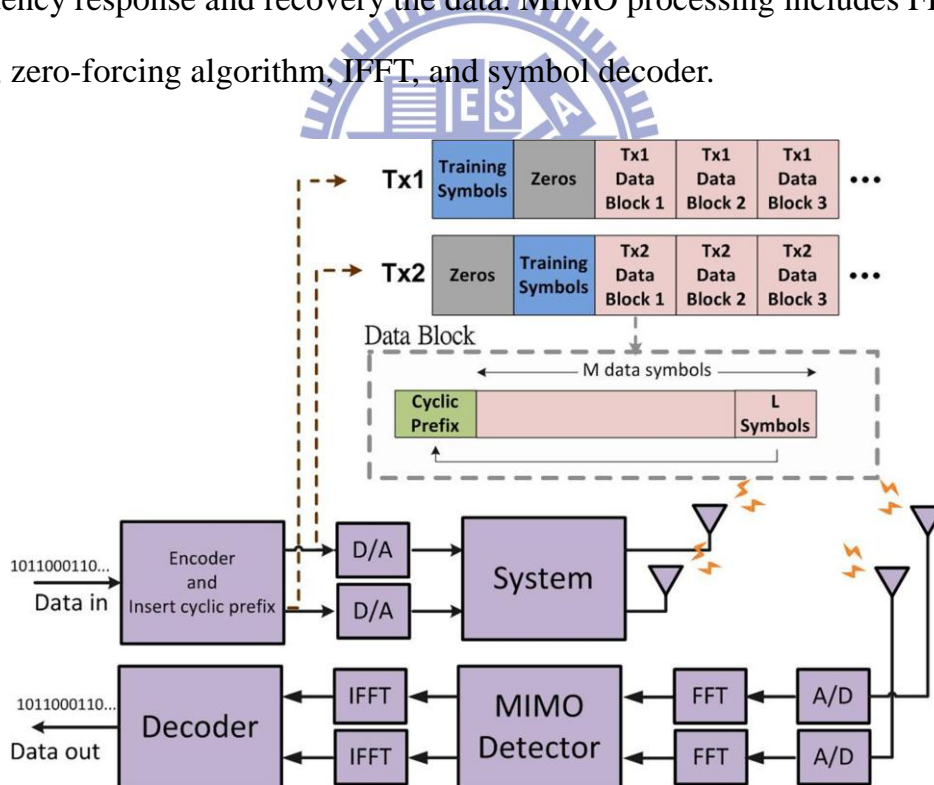 ency response and recovery the data. MIMO processing includes F
zero-forcing algorithm, IFFT, and symbol decoder.
ES
A
Tx1
Training
Symbols
Zeros
Tx1
Data
Block 1
Tx1
Data
Block 2
Tx1
Data
Block 3
•••
Tx2
Zeros
Training
Symbols
Tx2
Data
Block 1
Tx2
Data
Block 2
Tx2
Data
Block 3
•••
Data Block
M data symbols
Cyclic
Prefix
L
Symbols
1011000110...
Data in
Encoder
and
Insert cyclic prefix
D/A
D/A
System
1011000110...
Data out
Decoder
IFFT
IFFT
MIMO
Detector
FFT
FFT
A/D
A/D